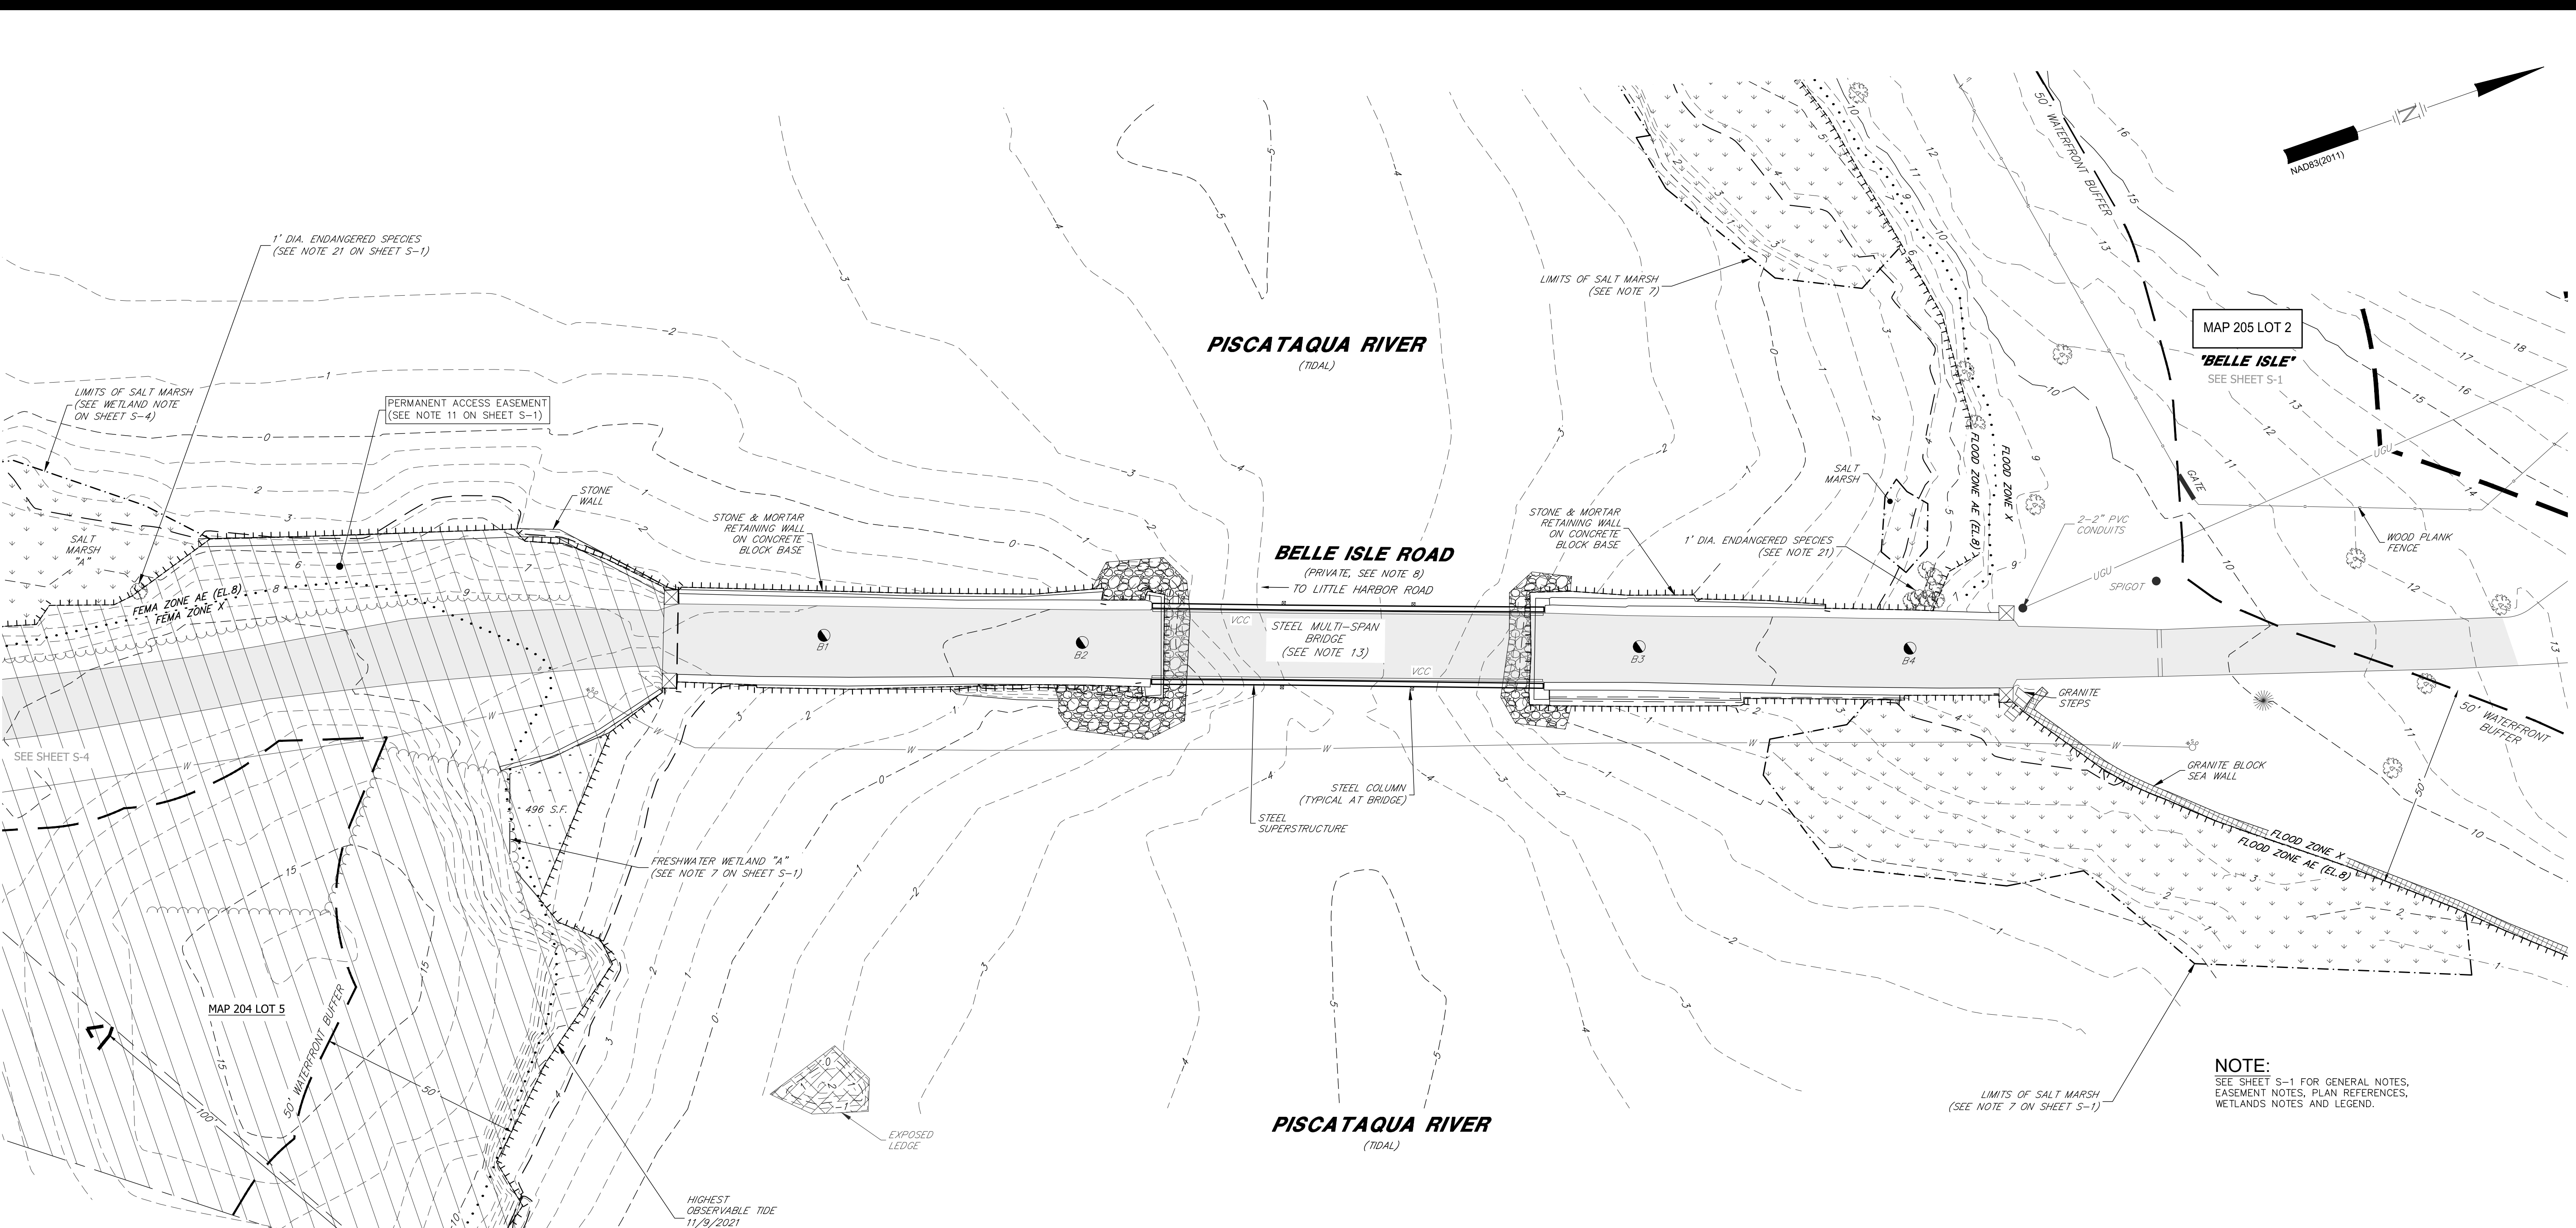 NAD83(2011)
N
50' WATERFRONT BUFFER
1' DIA. ENDANGERED SPECIES
(SEE NOTE 21 ON SHEET S-1)
LIMITS OF SALT MARSH
(SEE NOTE 7)
PISCATAQUA RIVER
(TIDAL)
MAP 205 LOT 2
"BELLE ISLE"
SEE SHEET S-1
LIMITS OF SALT MARSH
(SEE WETLAND NOTE
ON SHEET S-4)
PERMANENT ACCESS EASEMENT
(SEE NOTE 11 ON SHEET S-1)
STONE
WALL
STONE & MORTAR
RETAINING WALL
ON CONCRETE
BLOCK BASE
STONE & MORTAR
RETAINING WALL
ON CONCRETE
BLOCK BASE
SALT
MARSH
1' DIA. ENDANGERED SPECIES
(SEE NOTE 21)
FLOOD ZONE AE (EL.8)
FLOOD ZONE X
2-2" PVC
CONDUITS
GATE
UGU
UGU
WOOD PLANK
FENCE
SPIGOT
SALT
MARSH
"A"
FEMA ZONE AE (EL.8)
FEMA ZONE X
BELLE ISLE ROAD
(PRIVATE, SEE NOTE 8)
TO LITTLE HARBOR ROAD
VCC
STEEL MULTI-SPAN
BRIDGE
(SEE NOTE 13)
VCC
B1
B2
B3
B4
GRANITE
STEPS
50' WATERFRONT
BUFFER
GRANITE BLOCK
SEA WALL
50'
FLOOD ZONE X
FLOOD ZONE AE (EL.8)
SEE SHEET S-4
W
W
W
W
W
W
W
496 S.F.
STEEL COLUMN
(TYPICAL AT BRIDGE)
STEEL
SUPERSTRUCTURE
FRESHWATER WETLAND "A"
(SEE NOTE 7 ON SHEET S-1)
MAP 204 LOT 5
50' WATERFRONT BUFFER
50'
100'
EXPOSED
LEDGE
HIGHEST
OBSERVABLE TIDE
11/9/2021
PISCATAQUA RIVER
(TIDAL)
LIMITS OF SALT MARSH
(SEE NOTE 7 ON SHEET S-1)
NOTE:
SEE SHEET S-1 FOR GENERAL NOTES,
EASEMENT NOTES, PLAN REFERENCES,
WETLANDS NOTES AND LEGEND.